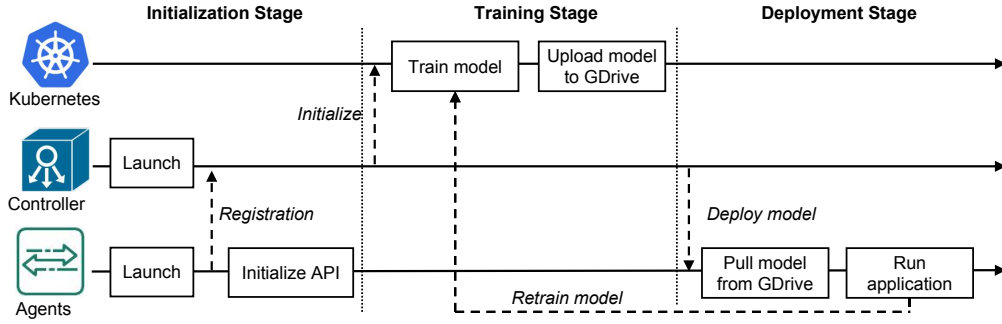 Initialization Stage
Training Stage
Deployment Stage
Kubernetes
Train model
Upload model
to GDrive
Initialize
Launch
Controller
Registration
Deploy model
Launch
Initialize API
Pull model
from GDrive
Run
application
Agents
Retrain model